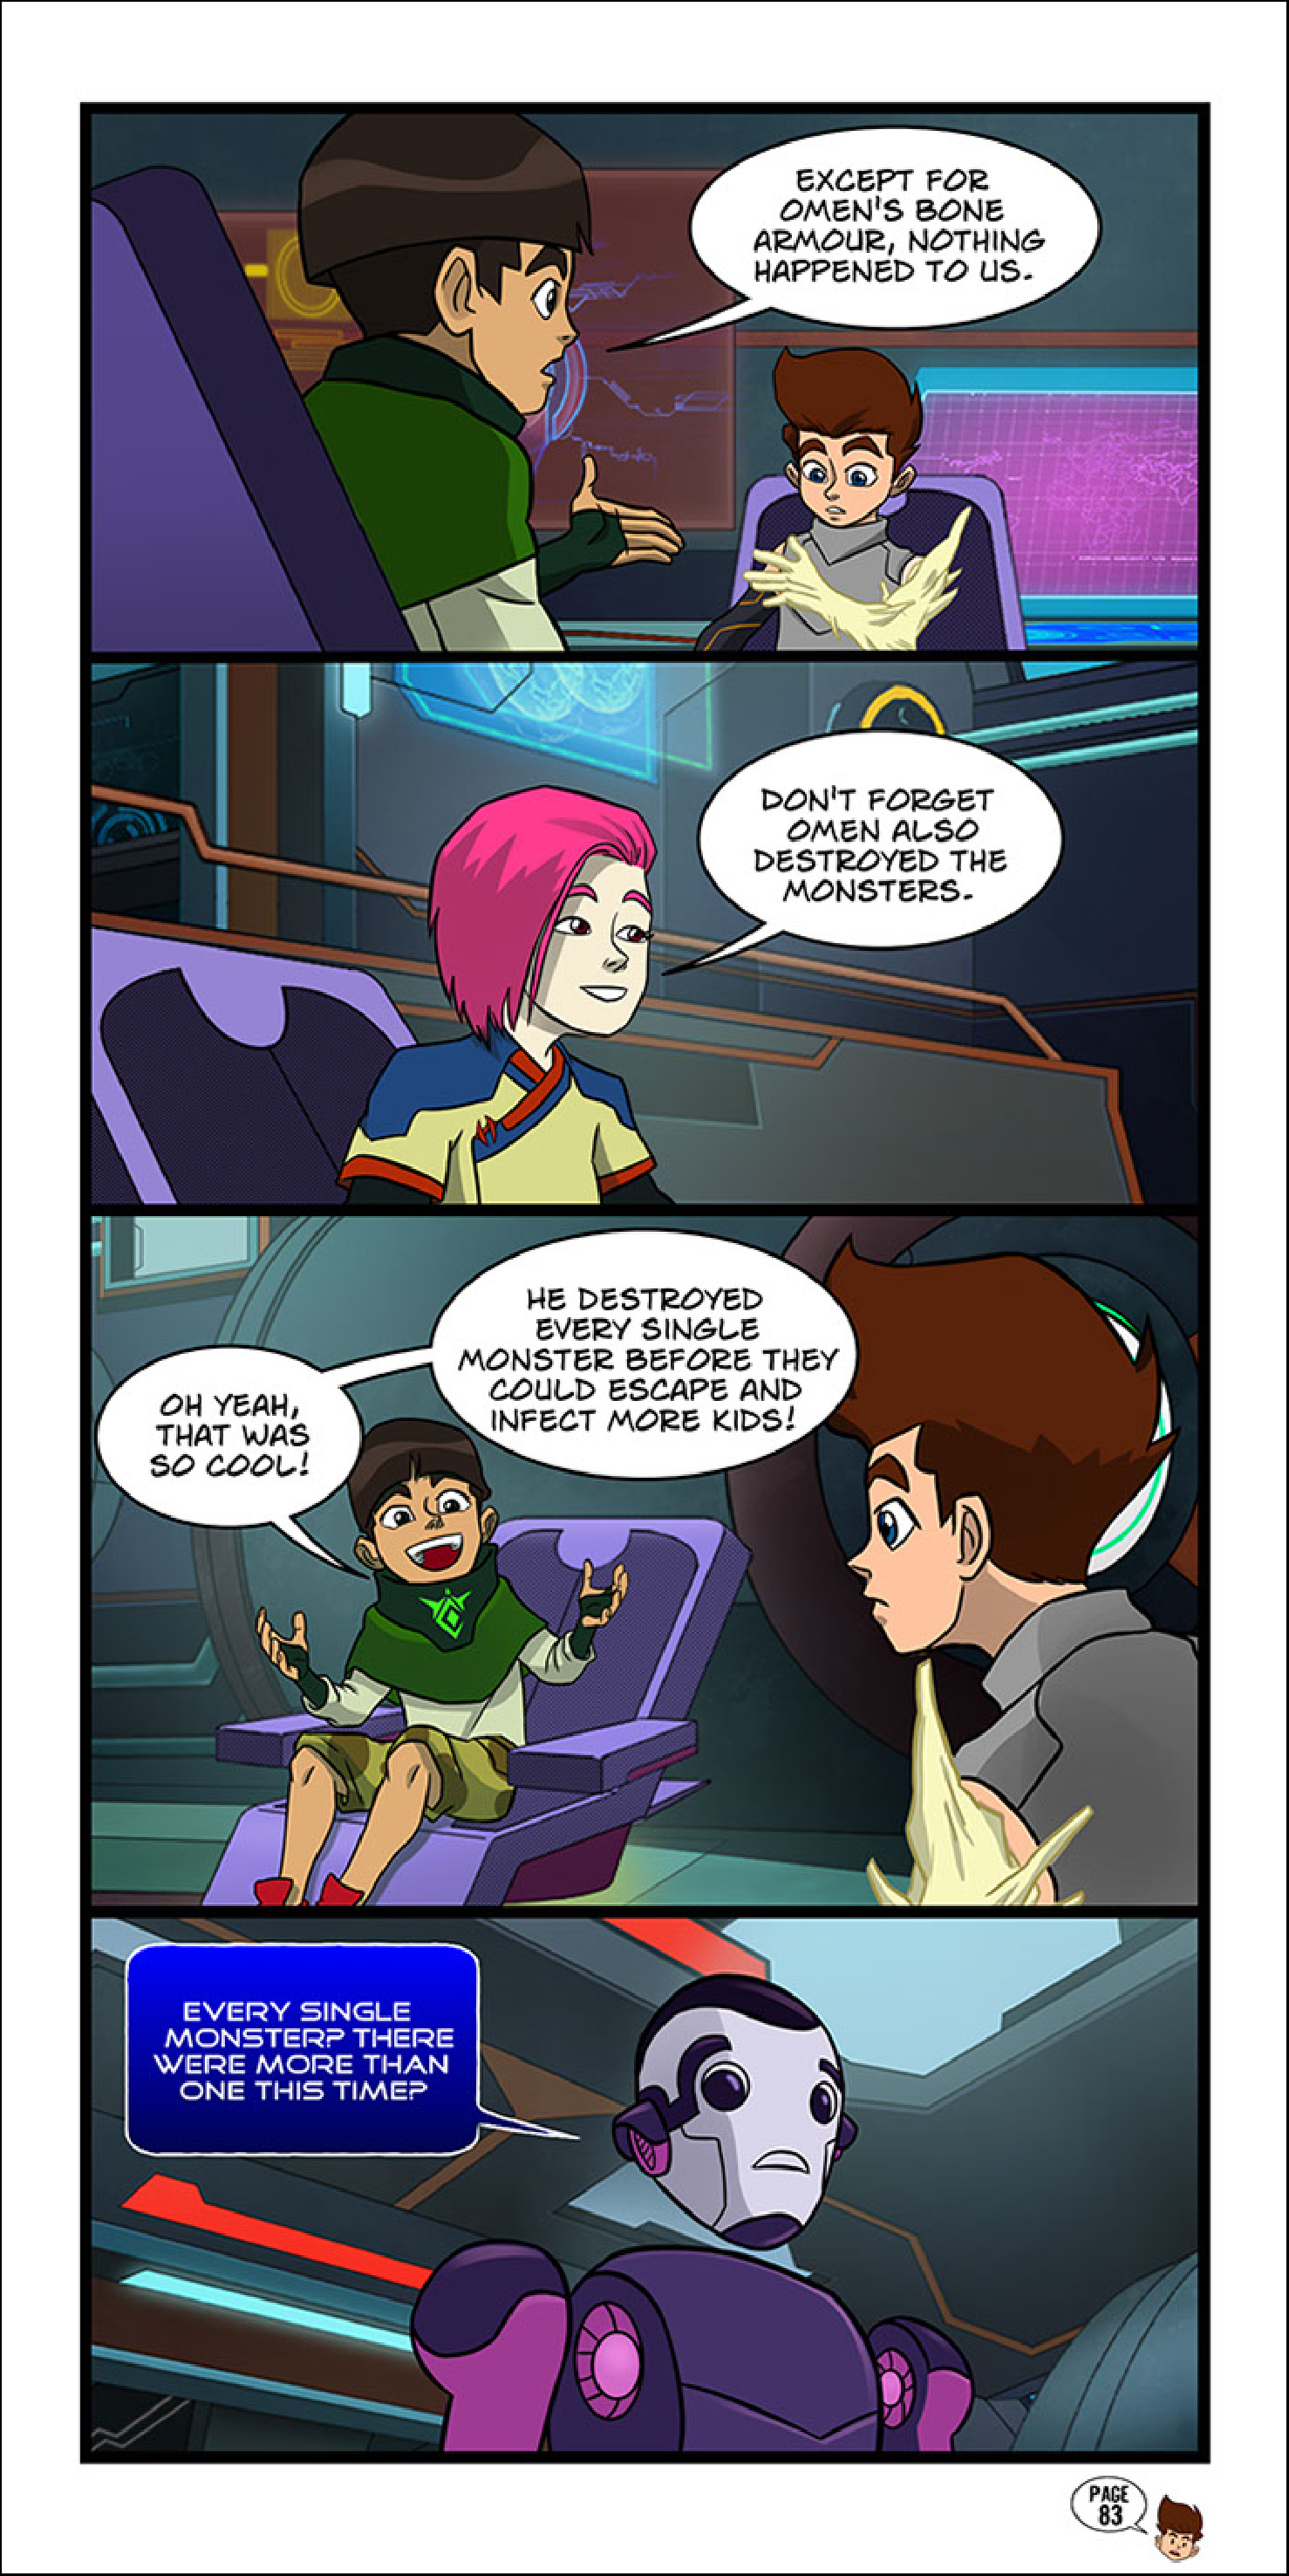 EXCEPT FOR
OMEN'S BONE
ARMOUR, NOTHING
HAPPENED TO US.
DON'T FORGET
OMEN ALSO
DESTROYED THE
MONSTERS.
OH YEAH,
THAT WAS
SO COOL!
HE DESTROYED
EVERY SINGLE
MONSTER BEFORE THEY
COULD ESCAPE AND
INFECT MORE KIDS!
EVERY SINGLE
MONSTER? THERE
WERE MORE THAN
ONE THIS TIME?
PAGE
83